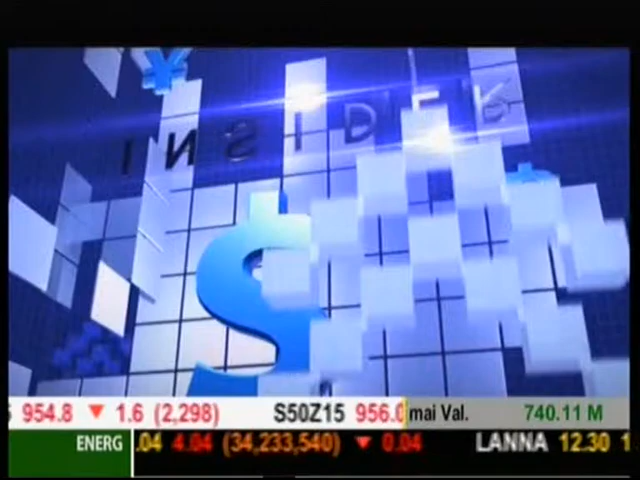 INSIDER
954.8 ▼ 1.6 (2,298) S50Z15 956.0 mai Val. 740.11 M
ENERG .04 4.04 (34,233,540) ▼ 0.04 LANNA 12.30 1